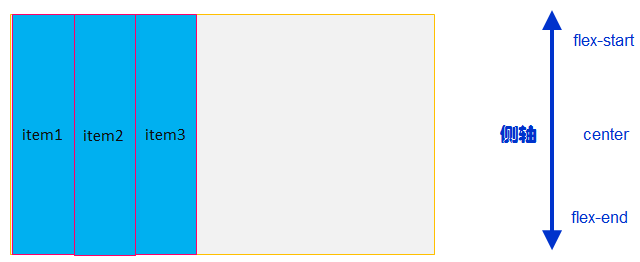 item1
item2
item3
flex-start
侧轴
center
flex-end